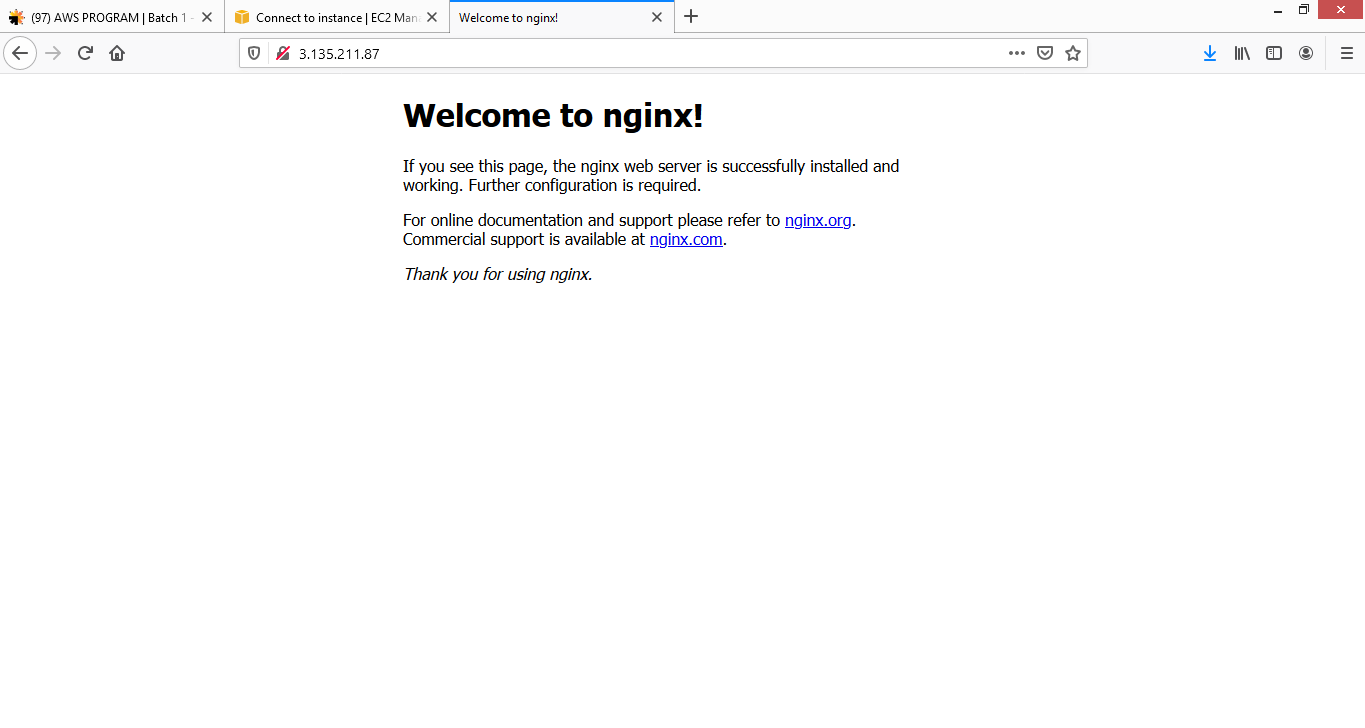 (97) AWS PROGRAM | Batch 1 -
Connect to instance | EC2 Man
Welcome to nginx!
3.135.211.87
Welcome to nginx!
If you see this page, the nginx web server is successfully installed and
working. Further configuration is required.
For online documentation and support please refer to nginx.org.
Commercial support is available at nginx.com.
Thank you for using nginx.